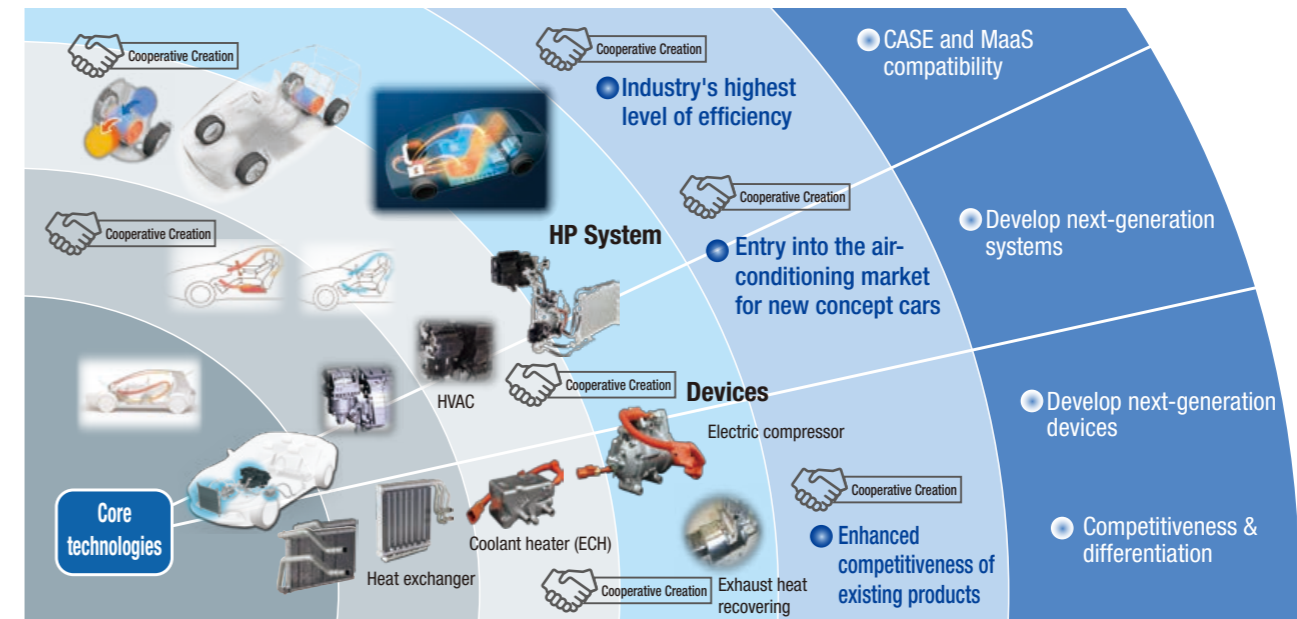 Cooperative Creation
Cooperative Creation
CASE and MaaS
compatibility
Industry's highest
level of efficiency
Cooperative Creation
Cooperative Creation
HP System
Entry into the air-
conditioning market
for new concept cars
Develop next-generation
systems
HVAC
Cooperative Creation
Devices
Electric compressor
Develop next-generation
devices
Cooperative Creation
Core
technologies
Heat exchanger
Coolant heater (ECH)
Cooperative Creation
Exhaust heat
recovering
Enhanced
competitiveness of
existing products
Competitiveness &
differentiation